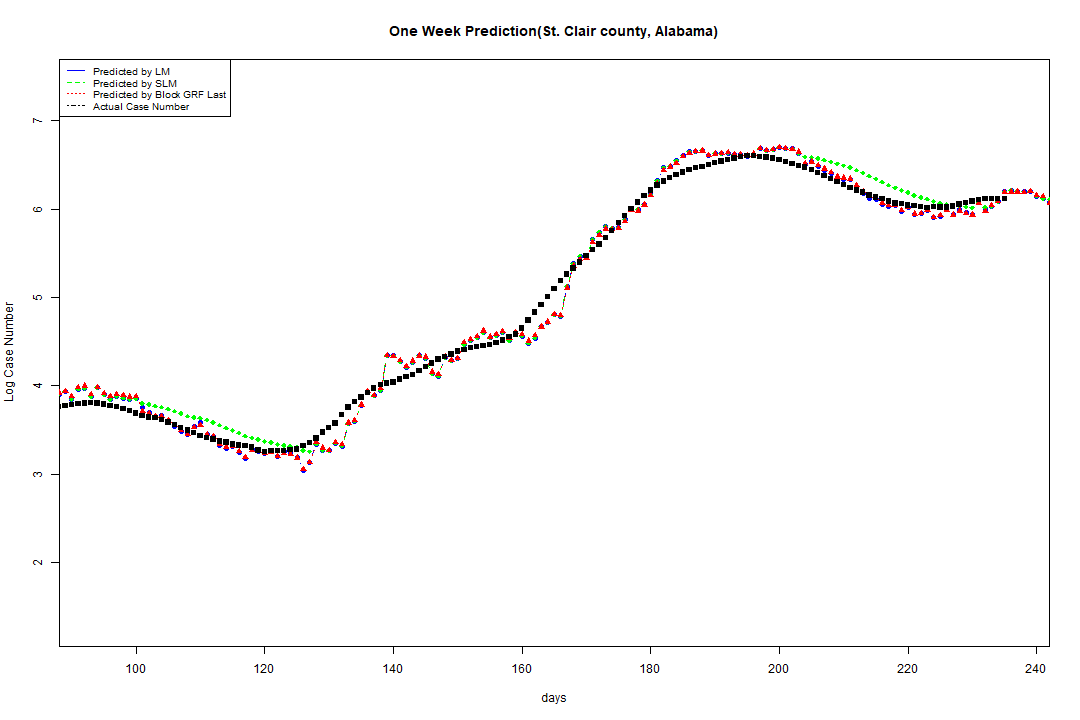 One Week Prediction(St. Clair county, Alabama)
Predicted by LM
Predicted by SLM
Predicted by Block GRF Last
Actual Case Number
7
6
5
4
3
2
Log Case Number
100 120 140 160 180 200 220 240
days